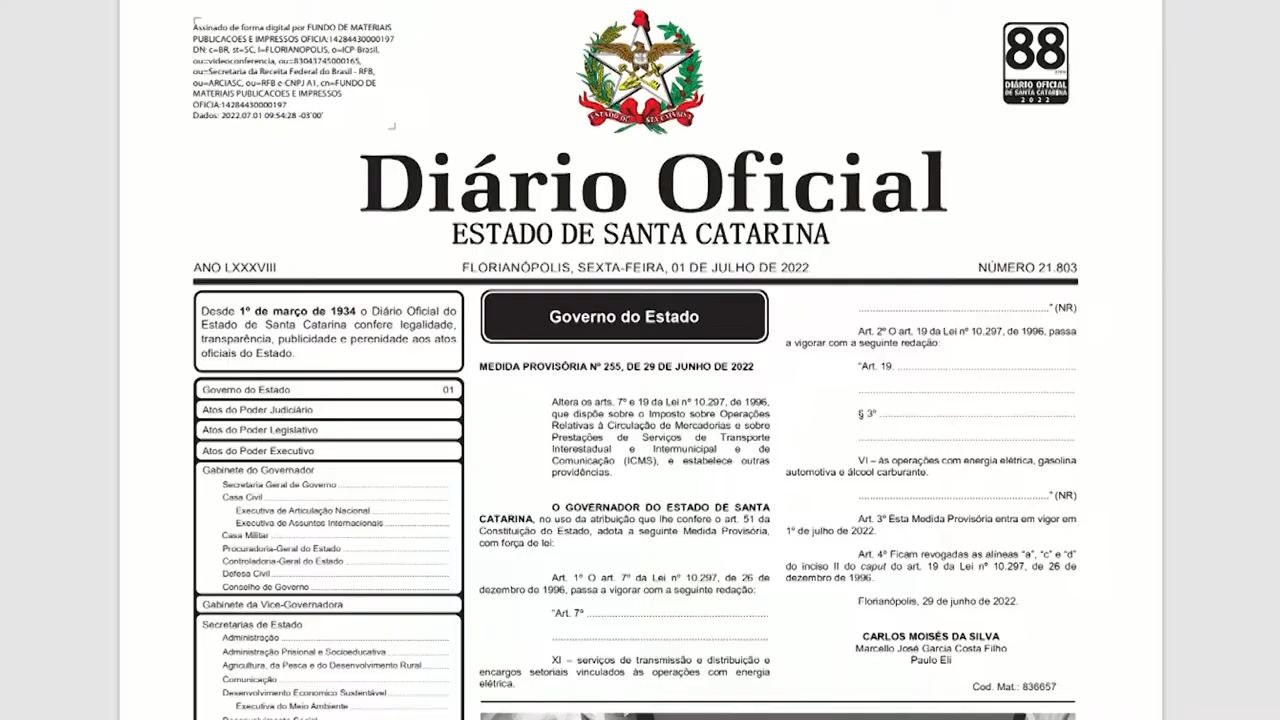 Assinado de forma digital por FUNDO DE MATERIAIS
PUBLICACOES E IMPRESSOS OFICIA:14284430000197
DN: c=BR, st=SC, l=FLORIANOPOLIS, o=ICP-Brasil,
ou=videoconferencia, ou=83043745000165,
ou=Secretaria da Receita Federal do Brasil - RFB,
ou=ARCIASC, ou=RFB e-CNPJ A1, cn=FUNDO DE
MATERIAIS PUBLICACOES E IMPRESSOS
OFICIA:14284430000197
Dados: 2022.07.01 09:54:28 -03'00'
88
DIÁRIO OFICIAL
DE SANTA CATARINA
2022
Diário Oficial
ESTADO DE SANTA CATARINA
ANO LXXXVIII FLORIANÓPOLIS, SEXTA-FEIRA, 01 DE JULHO DE 2022 NÚMERO 21.803
Desde 1º de março de 1934 o Diário Oficial do
Estado de Santa Catarina confere legalidade,
transparência, publicidade e perenidade aos atos
oficiais do Estado.
Governo do Estado 01
Atos do Poder Judiciário
Atos do Poder Legislativo
Atos do Poder Executivo
Gabinete do Governador
Secretaria Geral de Governo
Casa Civil
Executiva de Articulação Nacional
Executiva de Assuntos Internacionais
Casa Militar
Procuradoria-Geral do Estado
Controladoria-Geral do Estado
Defesa Civil
Conselho de Governo
Gabinete da Vice-Governadora
Secretarias de Estado
Administração
Administração Prisional e Socioeducativa
Agricultura, da Pesca e do Desenvolvimento Rural
Comunicação
Desenvolvimento Economico Sustentável
Executiva do Meio Ambiente
Desenvolvimento Social
Governo do Estado
MEDIDA PROVISÓRIA Nº 255, DE 29 DE JUNHO DE 2022
Altera os arts. 7º e 19 da Lei nº 10.297, de 1996,
que dispõe sobre o Imposto sobre Operações
Relativas à Circulação de Mercadorias e sobre
Prestações de Serviços de Transporte
Interestadual e Intermunicipal e de
Comunicação (ICMS), e estabelece outras
providências.
O GOVERNADOR DO ESTADO DE SANTA
CATARINA, no uso da atribuição que lhe confere o art. 51 da
Constituição do Estado, adota a seguinte Medida Provisória,
com força de lei:
Art. 1º O art. 7º da Lei nº 10.297, de 26 de
dezembro de 1996, passa a vigorar com a seguinte redação:
“Art. 7º ................................................
................................................
XI – serviços de transmissão e distribuição e
encargos setoriais vinculados às operações com energia
elétrica.
................................................” (NR)
Art. 2º O art. 19 da Lei nº 10.297, de 1996, passa
a vigorar com a seguinte redação:
“Art. 19. ................................................
................................................
§ 3º ................................................
................................................
VI – às operações com energia elétrica, gasolina
automotiva e álcool carburante.
................................................” (NR)
Art. 3º Esta Medida Provisória entra em vigor em
1º de julho de 2022.
Art. 4º Ficam revogadas as alíneas “a”, “c” e “d”
do inciso II do caput do art. 19 da Lei nº 10.297, de 26 de
dezembro de 1996.
Florianópolis, 29 de junho de 2022.
CARLOS MOISÉS DA SILVA
Marcello José Garcia Costa Filho
Paulo Eli
Cod. Mat.: 836657